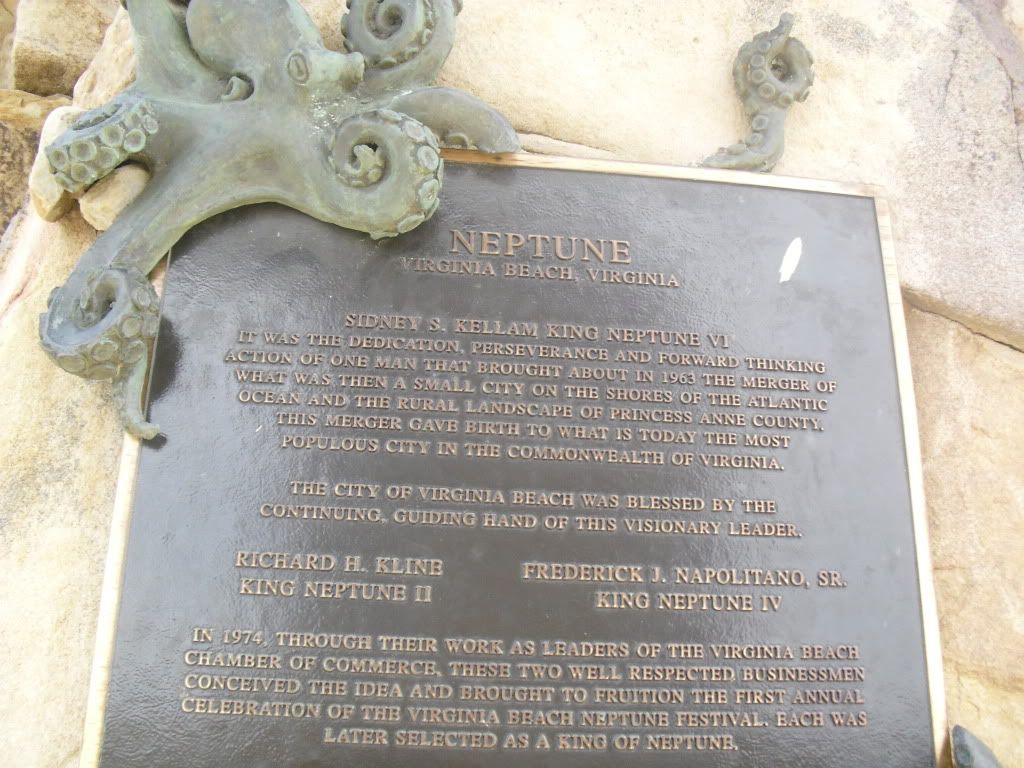 NEPTUNE
VIRGINIA BEACH, VIRGINIA
SIDNEY S. KELLAM KING NEPTUNE VI
IT WAS THE DEDICATION, PERSEVERANCE AND FORWARD THINKING
ACTION OF ONE MAN THAT BROUGHT ABOUT IN 1963 THE MERGER OF
WHAT WAS THEN A SMALL CITY ON THE SHORES OF THE ATLANTIC
OCEAN AND THE RURAL LANDSCAPE OF PRINCESS ANNE COUNTY.
THIS MERGER GAVE BIRTH TO WHAT IS TODAY THE MOST
POPULOUS CITY IN THE COMMONWEALTH OF VIRGINIA.
THE CITY OF VIRGINIA BEACH WAS BLESSED BY THE
CONTINUING, GUIDING HAND OF THIS VISIONARY LEADER.
RICHARD H. KLINE
KING NEPTUNE II
FREDERICK J. NAPOLITANO, SR.
KING NEPTUNE IV
IN 1974, THROUGH THEIR WORK AS LEADERS OF THE VIRGINIA BEACH
CHAMBER OF COMMERCE, THESE TWO WELL RESPECTED BUSINESSMEN
CONCEIVED THE IDEA AND BROUGHT TO FRUITION THE FIRST ANNUAL
CELEBRATION OF THE VIRGINIA BEACH NEPTUNE FESTIVAL. EACH WAS
LATER SELECTED AS A KING OF NEPTUNE.